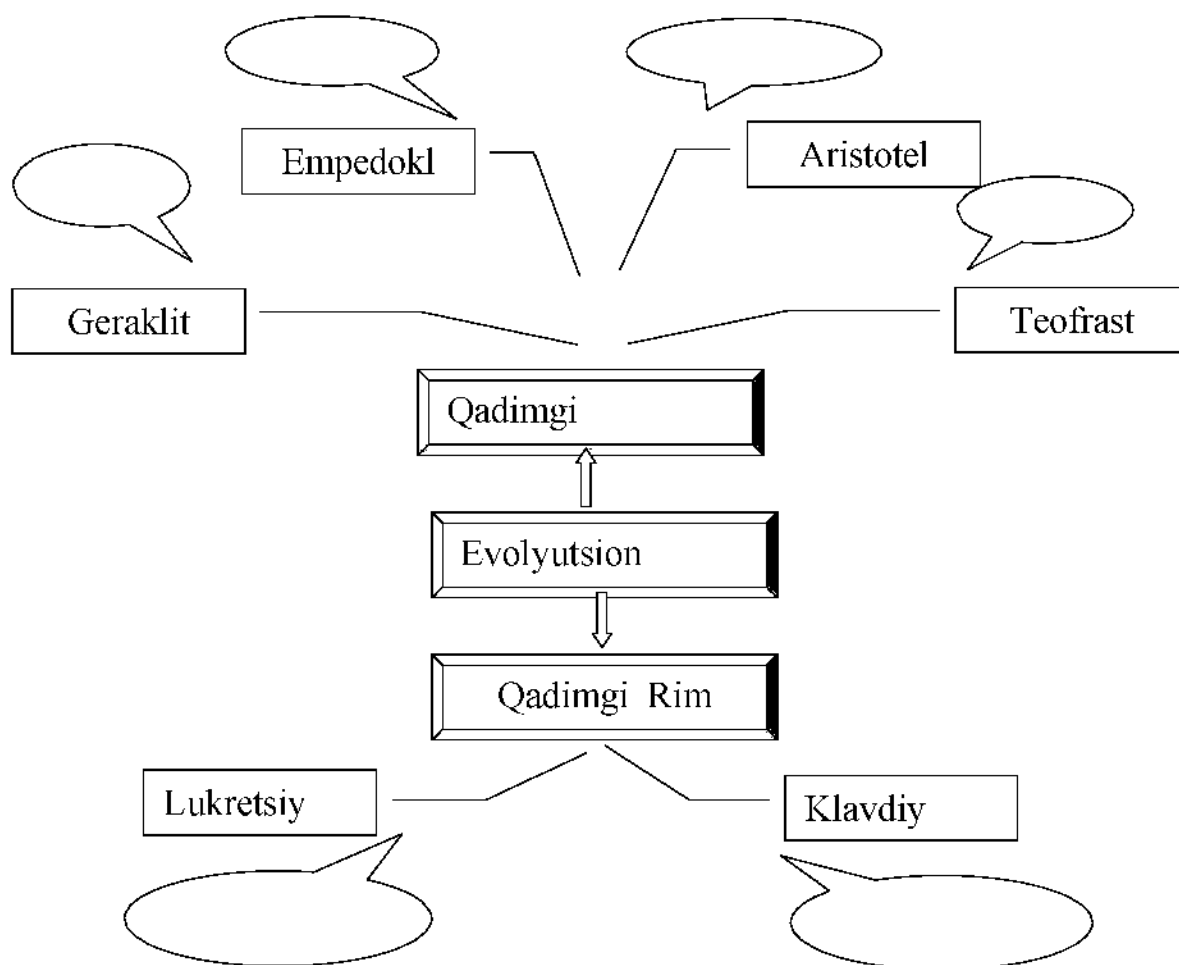 Empedokl
Aristotel
Geraklit
Teofrast
Qadimgi
Evolyutsion
Qadimgi Rim
Lukretsiy
Klavdiy